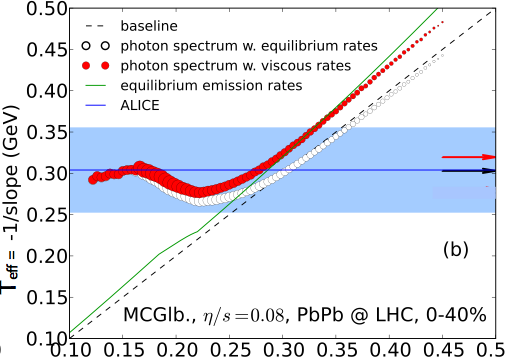 0.50
0.45
0.40
0.35
0.30
0.25
0.20
0.15
0.10
T_eff = -1/slope (GeV)
baseline
photon spectrum w. equilibrium rates
photon spectrum w. viscous rates
equilibrium emission rates
ALICE
(b)
MCGlb., η/s=0.08, PbPb @ LHC, 0-40%
0.10 0.15 0.20 0.25 0.30 0.35 0.40 0.45 0.5